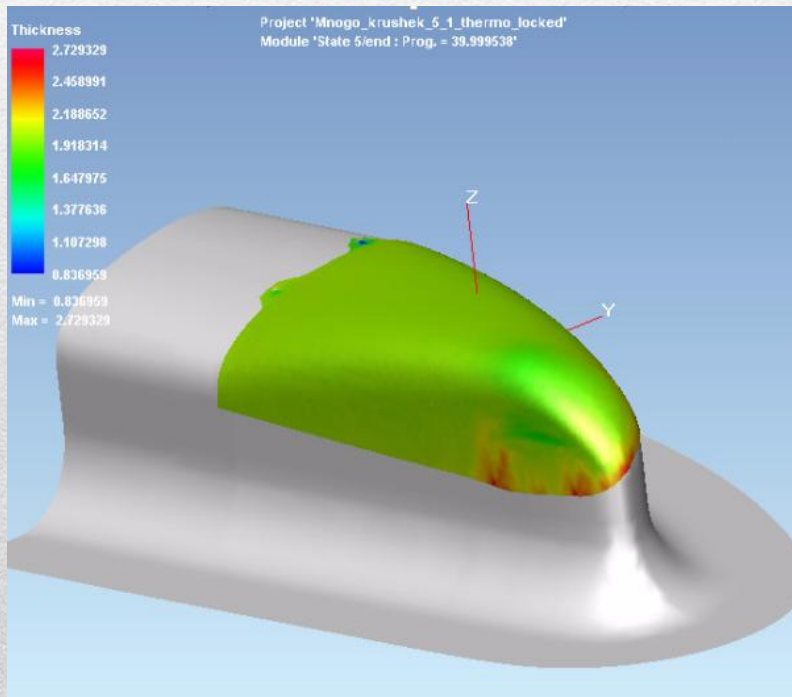 Project 'Mnogo_krushek_5_1_thermo_locked'
Module 'State 5/end : Prog. = 39.999538'
Thickness
2.729329
2.458991
2.188652
1.918314
1.647975
1.377636
1.107298
0.836959
Min = 0.836959
Max = 2.729329
Z
Y